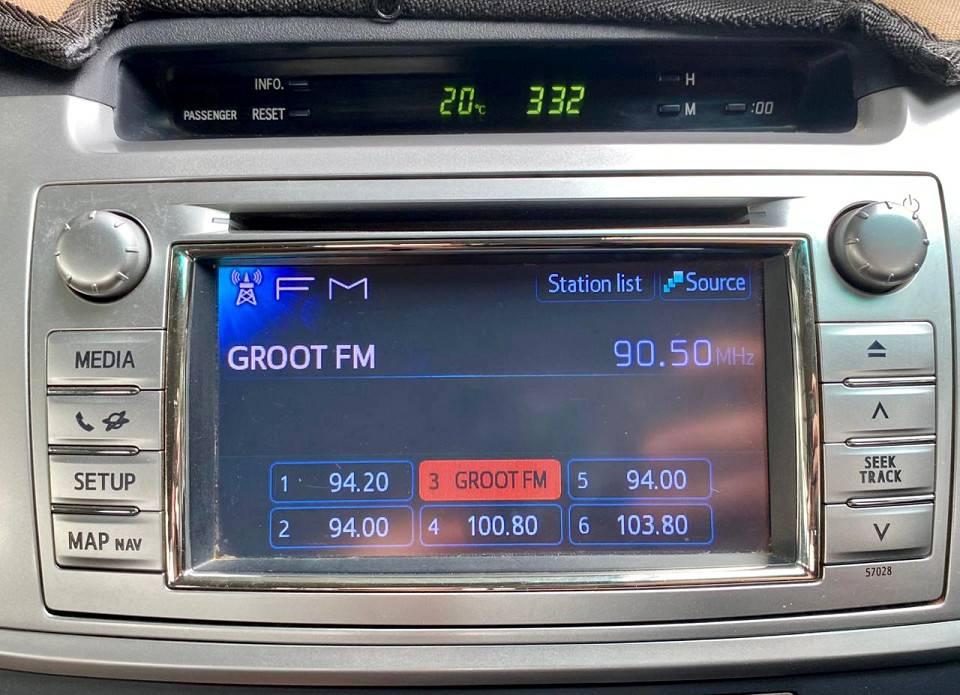 INFO. 20°C 332 H
PASSENGER RESET M :00
FM Station list Source
GROOT FM 90.50MHz
1 94.20 3 GROOT FM 5 94.00
2 94.00 4 100.80 6 103.80
MEDIA
SETUP
MAP NAV
SEEK
TRACK
57028